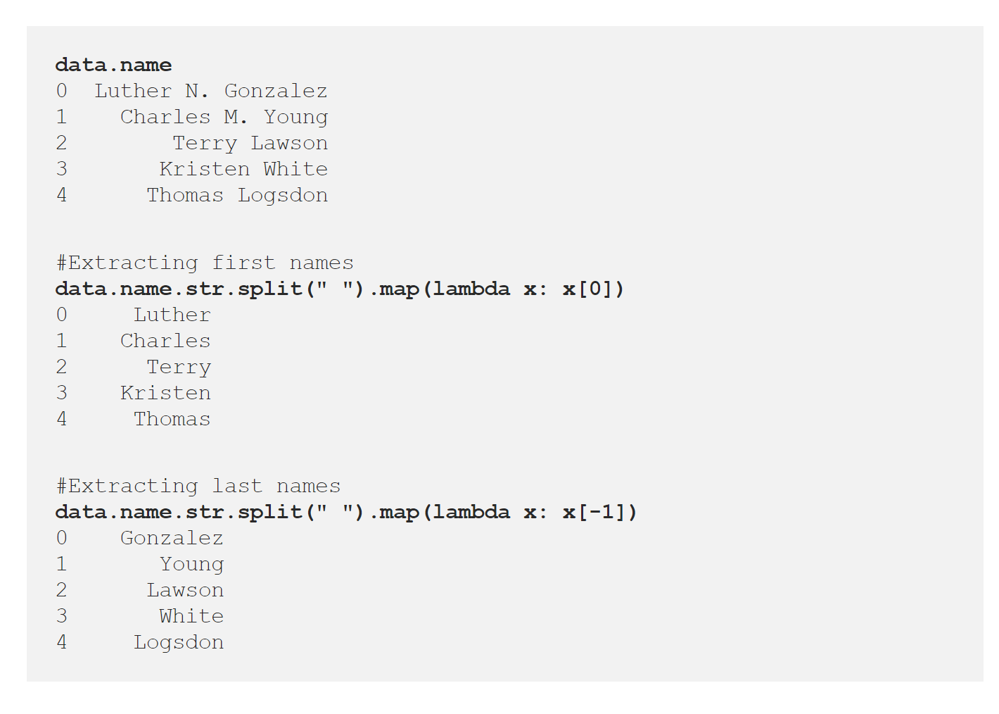 data.name
0  Luther N. Gonzalez
1    Charles M. Young
2        Terry Lawson
3       Kristen White
4      Thomas Logsdon
#Extracting first names
data.name.str.split(" ").map(lambda x: x[0])
0     Luther
1    Charles
2      Terry
3    Kristen
4     Thomas
#Extracting last names
data.name.str.split(" ").map(lambda x: x[-1])
0    Gonzalez
1       Young
2      Lawson
3       White
4     Logsdon